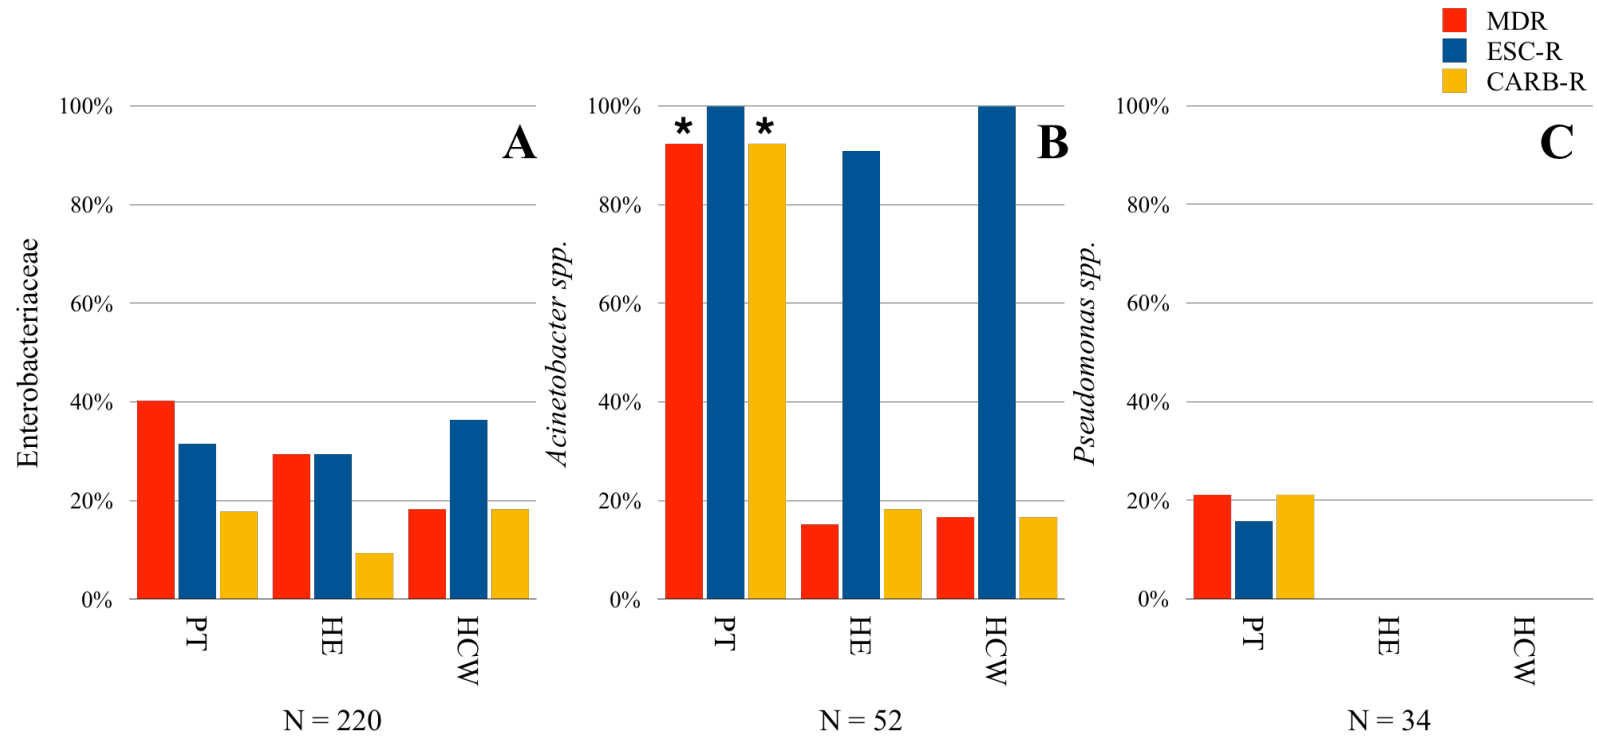 MDR
ESC-R
CARB-R
A
Enterobacteriaceae
100%
80%
60%
40%
20%
0%
PT
HE
HCW
N = 220
B
Acinetobacter spp.
100%
80%
60%
40%
20%
0%
* *
PT
HE
HCW
N = 52
C
Pseudomonas spp.
100%
80%
60%
40%
20%
0%
PT
HE
HCW
N = 34